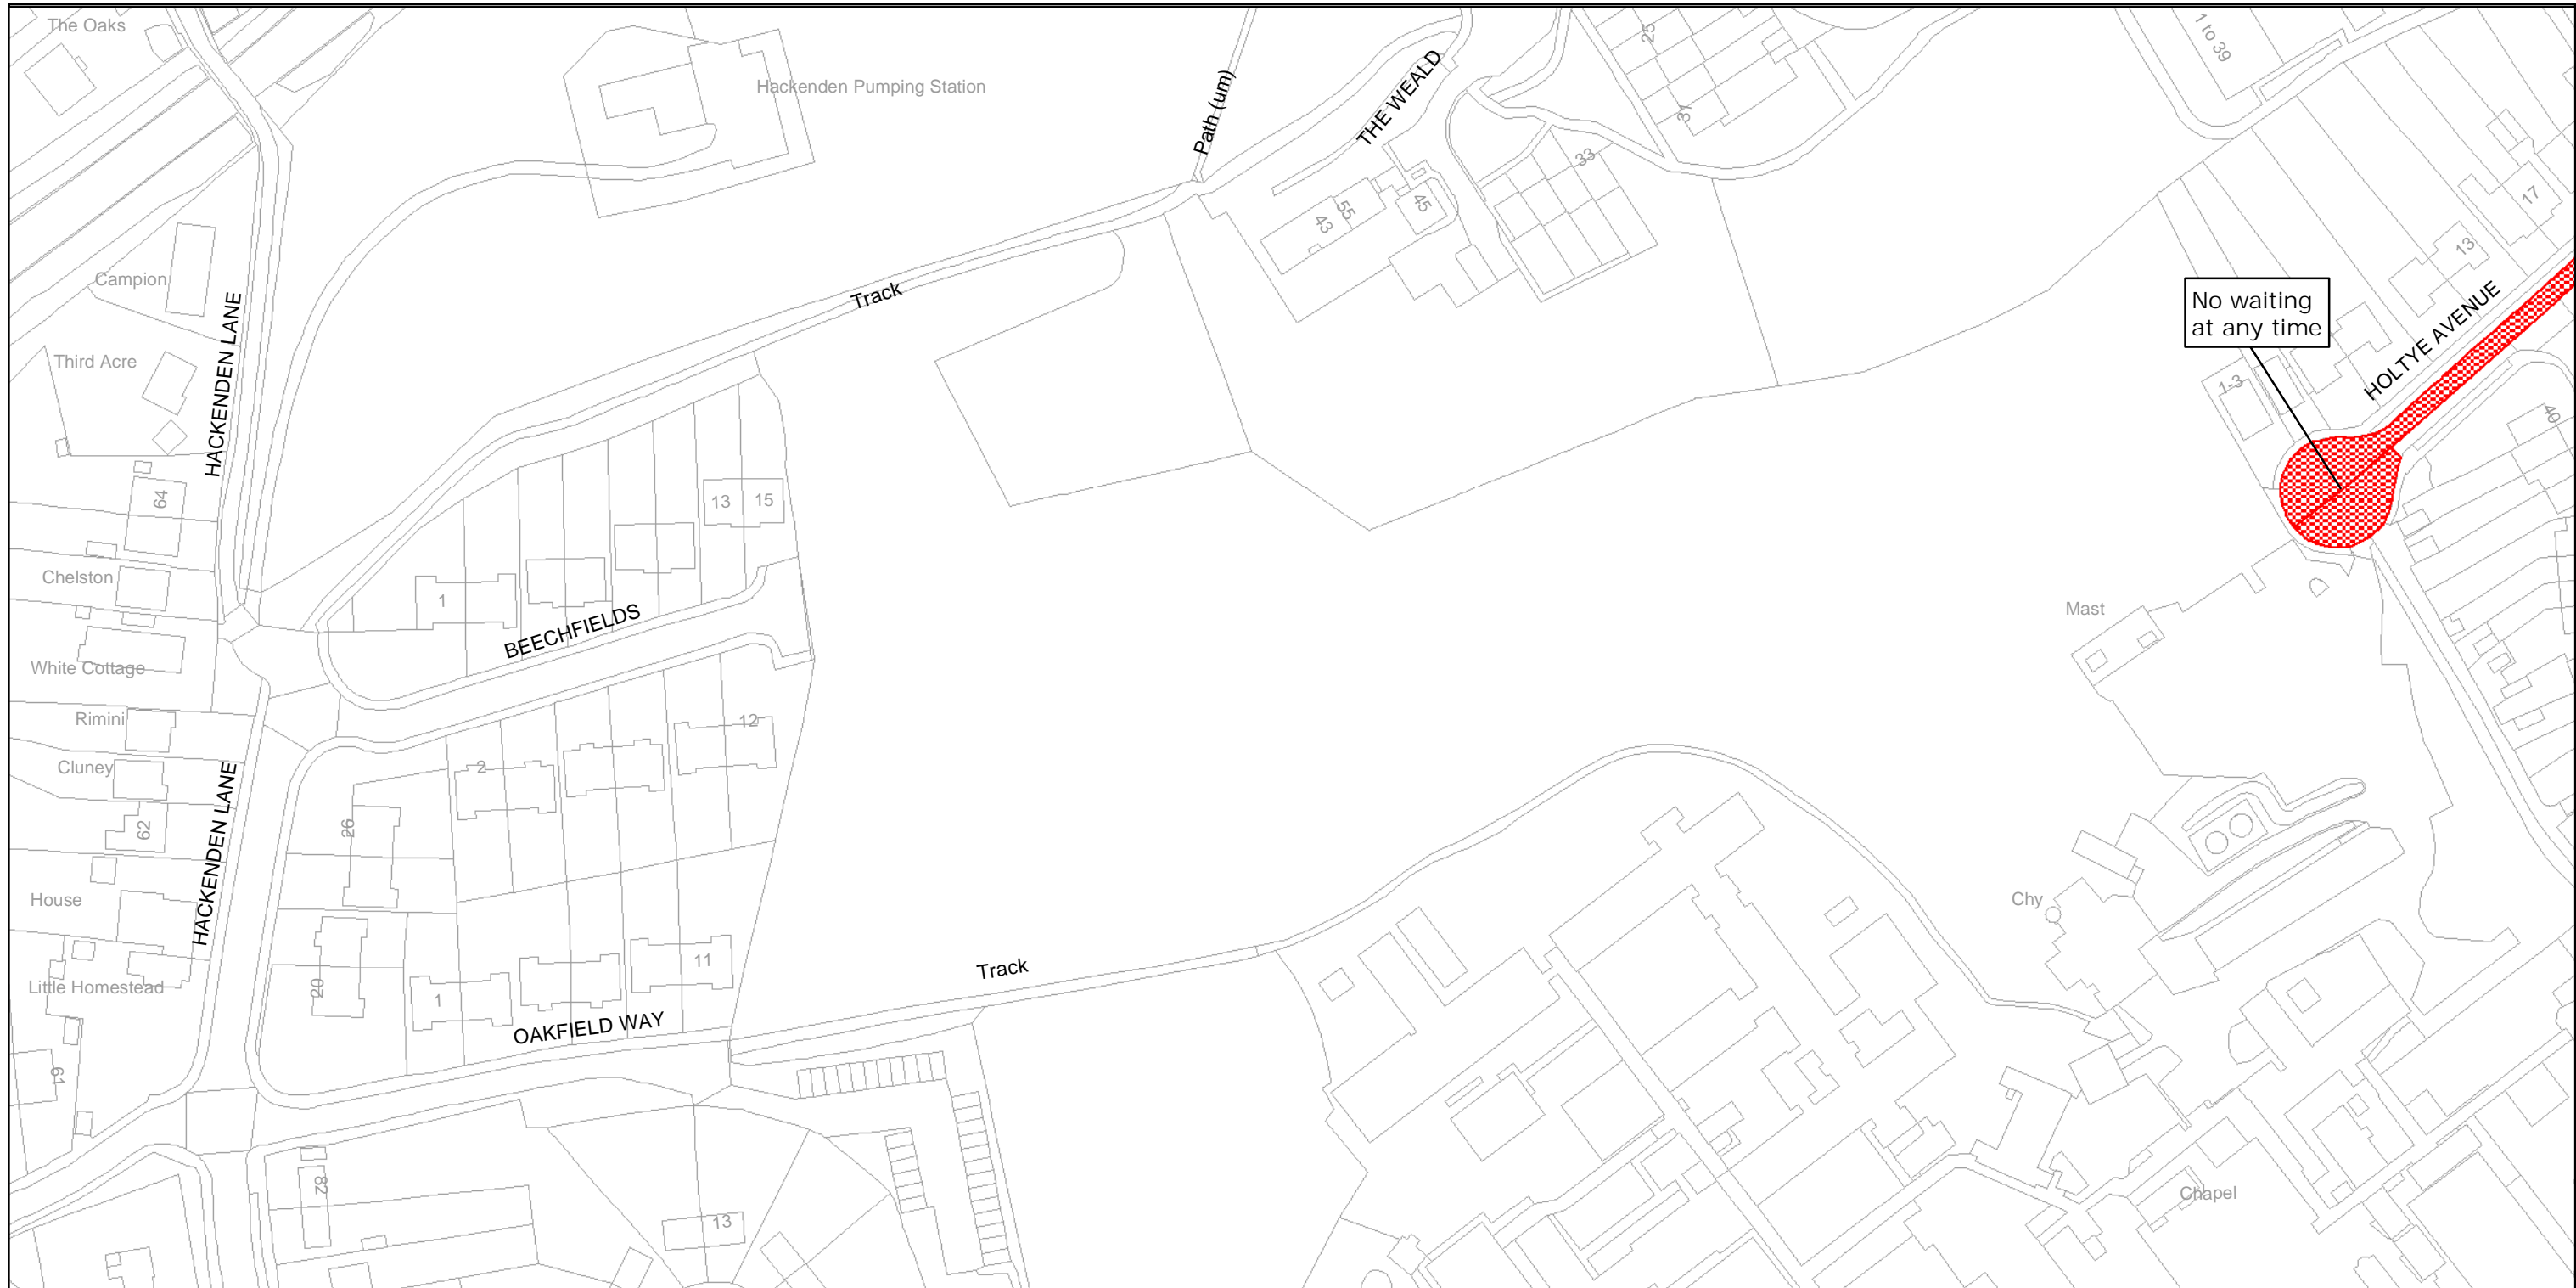 The Oaks
Hackenden Pumping Station
Path (um)
THE WEALD
25
31
33
1 to 39
43
55
45
17
13
HOLTYE AVENUE
No waiting
at any time
1-3
40
Campion
HACKENDEN LANE
Track
Third Acre
64
13
15
Chelston
1
BEECHFIELDS
Mast
White Cottage
Rimini
12
Cluney
2
HACKENDEN LANE
62
26
House
Chy
11
Track
Little Homestead
20
1
OAKFIELD WAY
61
82
13
Chapel